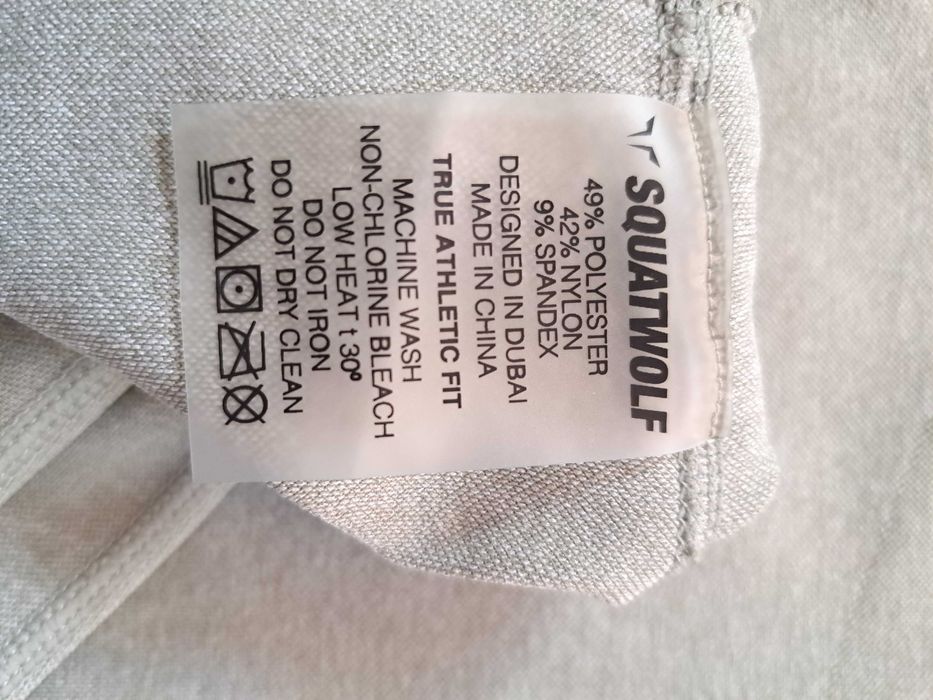 SQUATWOLF
49% POLYESTER
42% NYLON
9% SPANDEX
DESIGNED IN DUBAI
MADE IN CHINA
TRUE ATHLETIC FIT
MACHINE WASH
NON-CHLORINE BLEACH
LOW HEAT t 30º
DO NOT IRON
DO NOT DRY CLEAN